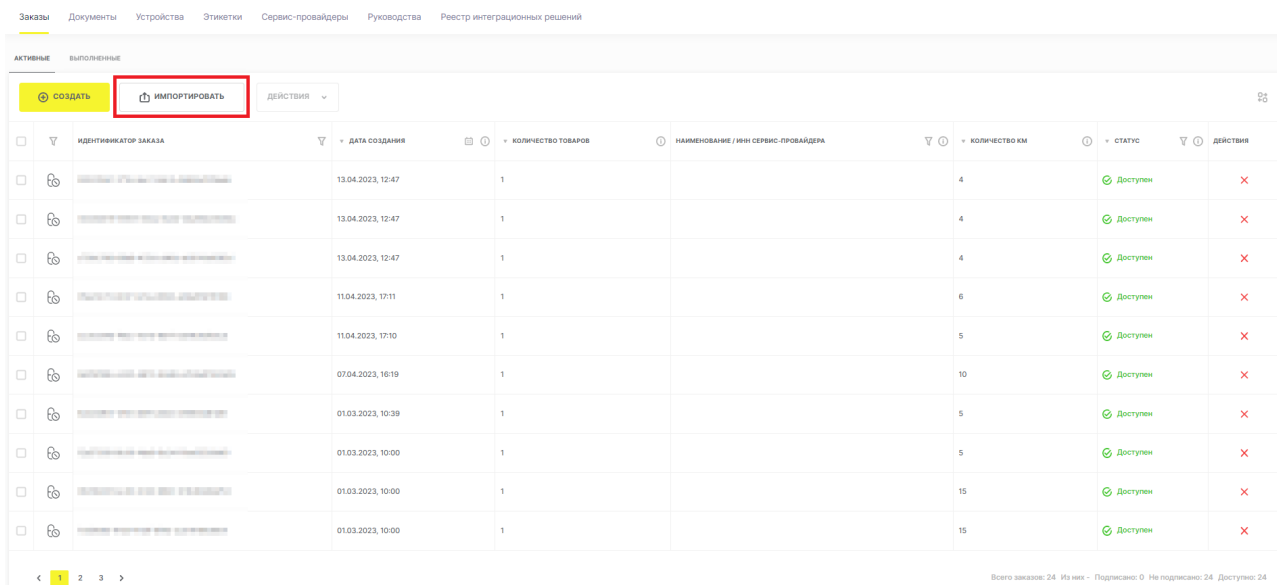 Заказы Документы Устройства Этикетки Сервис-провайдеры Руководства Реестр интеграционных решений
АКТИВНЫЕ ВЫПОЛНЕННЫЕ
СОЗДАТЬ ИМПОРТИРОВАТЬ ДЕЙСТВИЯ
ИДЕНТИФИКАТОР ЗАКАЗА ДАТА СОЗДАНИЯ КОЛИЧЕСТВО ТОВАРОВ НАИМЕНОВАНИЕ / ИНН СЕРВИС-ПРОВАЙДЕРА КОЛИЧЕСТВО КМ СТАТУС ДЕЙСТВИЯ
13.04.2023, 12:47 1 4 Доступен
13.04.2023, 12:47 1 4 Доступен
13.04.2023, 12:47 1 4 Доступен
11.04.2023, 17:11 1 6 Доступен
11.04.2023, 17:10 1 5 Доступен
07.04.2023, 16:19 1 10 Доступен
01.03.2023, 10:39 1 5 Доступен
01.03.2023, 10:00 1 5 Доступен
01.03.2023, 10:00 1 15 Доступен
01.03.2023, 10:00 1 15 Доступен
1 2 3 Всего заказов: 24 Из них - Подписано: 0 Не подписано: 24 Доступно: 24